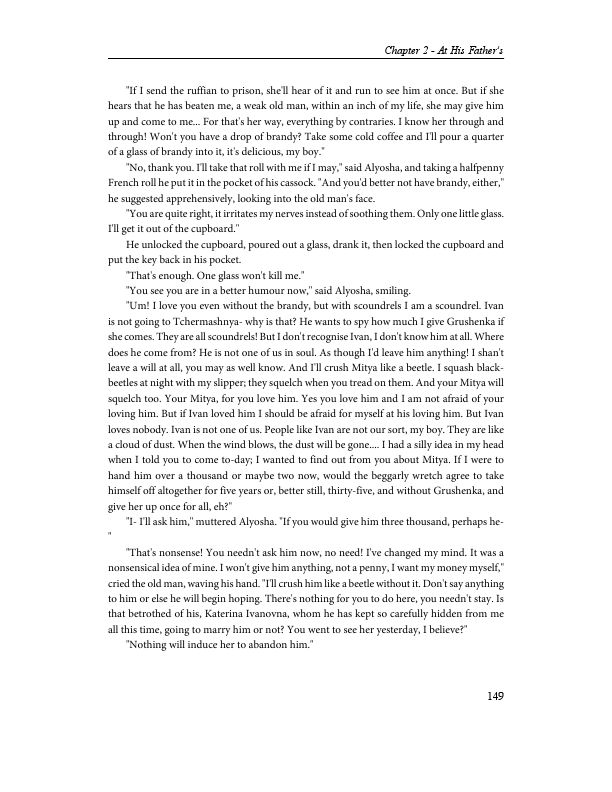 Chapter 2 - At His Father's
"If I send the ruffian to prison, she'll hear of it and run to see him at once. But if she
hears that he has beaten me, a weak old man, within an inch of my life, she may give him
up and come to me... For that's her way, everything by contraries. I know her through and
through! Won't you have a drop of brandy? Take some cold coffee and I'll pour a quarter
of a glass of brandy into it, it's delicious, my boy."
"No, thank you. I'll take that roll with me if I may," said Alyosha, and taking a halfpenny
French roll he put it in the pocket of his cassock. "And you'd better not have brandy, either,"
he suggested apprehensively, looking into the old man's face.
"You are quite right, it irritates my nerves instead of soothing them. Only one little glass.
I'll get it out of the cupboard."
He unlocked the cupboard, poured out a glass, drank it, then locked the cupboard and
put the key back in his pocket.
"That's enough. One glass won't kill me."
"You see you are in a better humour now," said Alyosha, smiling.
"Um! I love you even without the brandy, but with scoundrels I am a scoundrel. Ivan
is not going to Tchermashnya- why is that? He wants to spy how much I give Grushenka if
she comes. They are all scoundrels! But I don't recognise Ivan, I don't know him at all. Where
does he come from? He is not one of us in soul. As though I'd leave him anything! I shan't
leave a will at all, you may as well know. And I'll crush Mitya like a beetle. I squash black-
beetles at night with my slipper; they squelch when you tread on them. And your Mitya will
squelch too. Your Mitya, for you love him. Yes you love him and I am not afraid of your
loving him. But if Ivan loved him I should be afraid for myself at his loving him. But Ivan
loves nobody. Ivan is not one of us. People like Ivan are not our sort, my boy. They are like
a cloud of dust. When the wind blows, the dust will be gone.... I had a silly idea in my head
when I told you to come to-day; I wanted to find out from you about Mitya. If I were to
hand him over a thousand or maybe two now, would the beggarly wretch agree to take
himself off altogether for five years or, better still, thirty-five, and without Grushenka, and
give her up once for all, eh?"
"I- I'll ask him," muttered Alyosha. "If you would give him three thousand, perhaps he-
"
"That's nonsense! You needn't ask him now, no need! I've changed my mind. It was a
nonsensical idea of mine. I won't give him anything, not a penny, I want my money myself,"
cried the old man, waving his hand. "I'll crush him like a beetle without it. Don't say anything
to him or else he will begin hoping. There's nothing for you to do here, you needn't stay. Is
that betrothed of his, Katerina Ivanovna, whom he has kept so carefully hidden from me
all this time, going to marry him or not? You went to see her yesterday, I believe?"
"Nothing will induce her to abandon him."
149